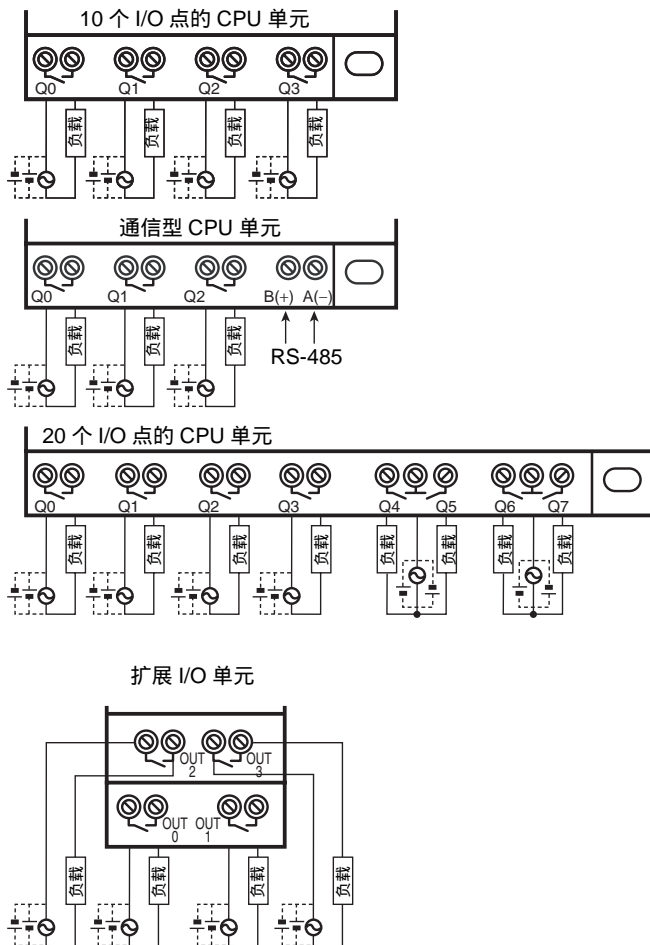 10 个 I/O 点的 CPU 单元
Q0 Q1 Q2 Q3
负载 负载 负载 负载
通信型 CPU 单元
Q0 Q1 Q2 B(+) A(−)
负载 负载 负载
RS-485
20 个 I/O 点的 CPU 单元
Q0 Q1 Q2 Q3 Q4 Q5 Q6 Q7
负载 负载 负载 负载 负载 负载 负载 负载
扩展 I/O 单元
OUT 2 OUT 3
OUT 0 OUT 1
负载 负载 负载 负载